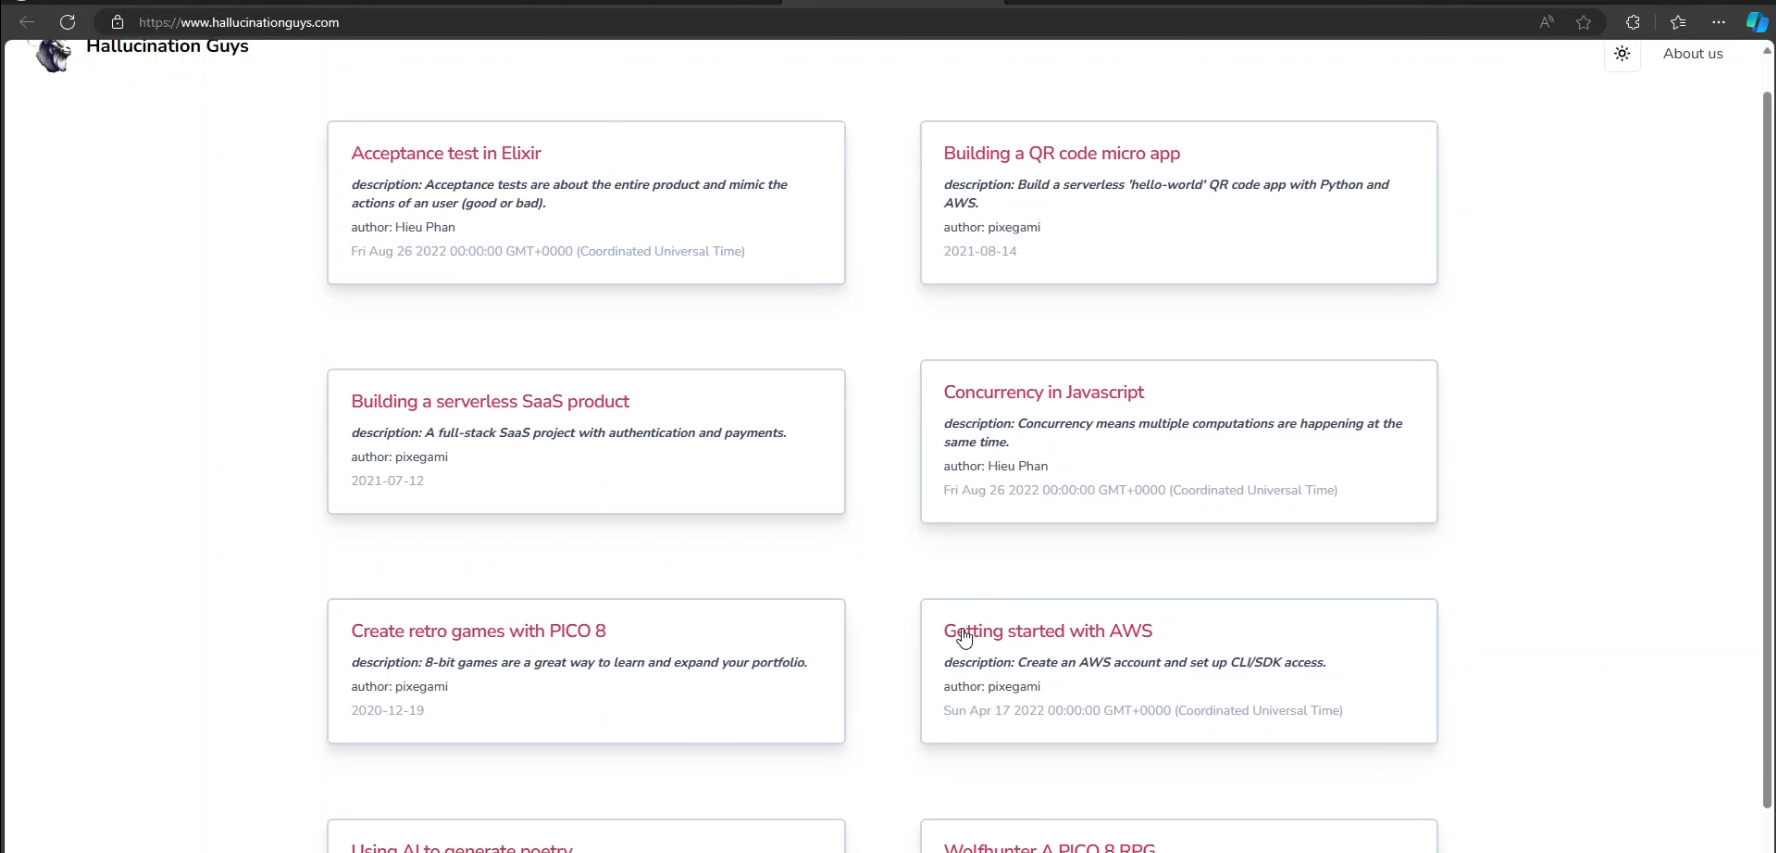 https://www.hallucinationguys.com
Hallucination Guys
About us
Acceptance test in Elixir
description: Acceptance tests are about the entire product and mimic the
actions of an user (good or bad).
author: Hieu Phan
Fri Aug 26 2022 00:00:00 GMT+0000 (Coordinated Universal Time)
Building a QR code micro app
description: Build a serverless 'hello-world' QR code app with Python and
AWS.
author: pixegami
2021-08-14
Building a serverless SaaS product
description: A full-stack SaaS project with authentication and payments.
author: pixegami
2021-07-12
Concurrency in Javascript
description: Concurrency means multiple computations are happening at the
same time.
author: Hieu Phan
Fri Aug 26 2022 00:00:00 GMT+0000 (Coordinated Universal Time)
Create retro games with PICO 8
description: 8-bit games are a great way to learn and expand your portfolio.
author: pixegami
2020-12-19
Getting started with AWS
description: Create an AWS account and set up CLI/SDK access.
author: pixegami
Sun Apr 17 2022 00:00:00 GMT+0000 (Coordinated Universal Time)
Using AI to generate poetry
Wolfhunter A PICO 8 RPG